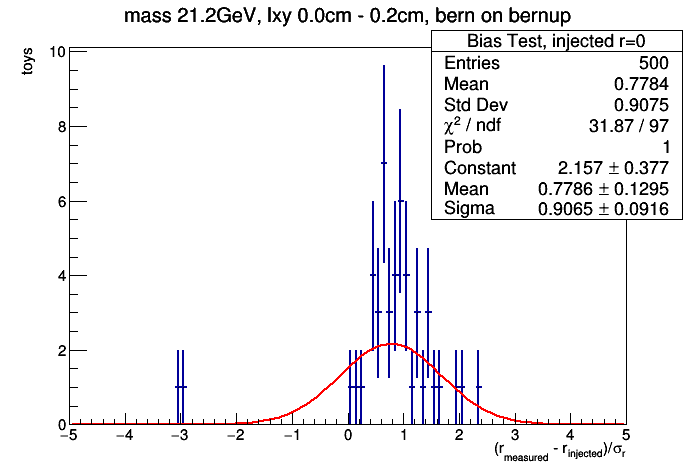 mass 21.2GeV, lxy 0.0cm - 0.2cm, bern on bernup
Bias Test, injected r=0
Entries 500
Mean 0.7784
Std Dev 0.9075
χ² / ndf 31.87 / 97
Prob 1
Constant 2.157 ± 0.377
Mean 0.7786 ± 0.1295
Sigma 0.9065 ± 0.0916
toys
10
8
6
4
2
0
−5 −4 −3 −2 −1 0 1 2 3 4 5
(r_measured - r_injected)/σ_r